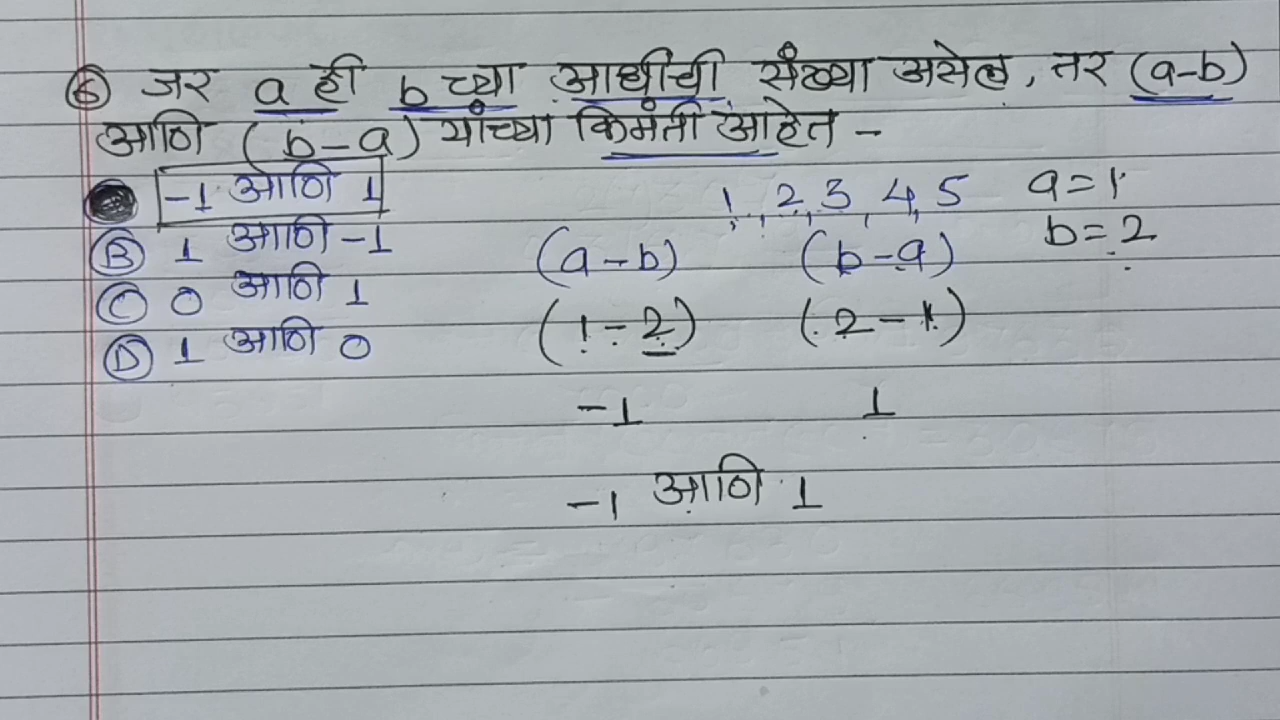 ⑥ जर a ही b च्या आधीची संख्या असेल, तर (a-b)
आणि (b-a) यांच्या किमंती आहेत -
-1 आणि 1
Ⓑ 1 आणि -1
Ⓒ 0 आणि 1
Ⓓ 1 आणि 0
1, 2, 3, 4, 5
a=1
b=2
(a-b) (b-a)
(1-2) (2-1)
-1 1
-1 आणि 1